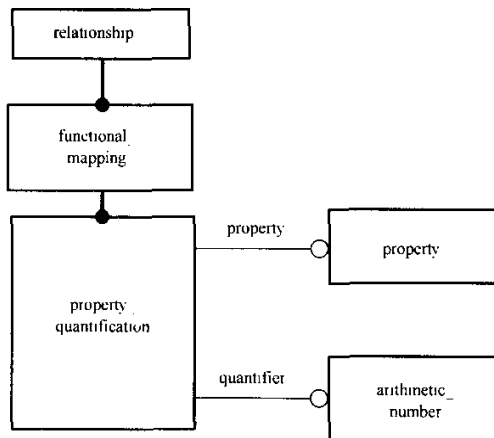 relationship
functional_
mapping
property
property
property_
quantification
quantifier
arithmetic_
number